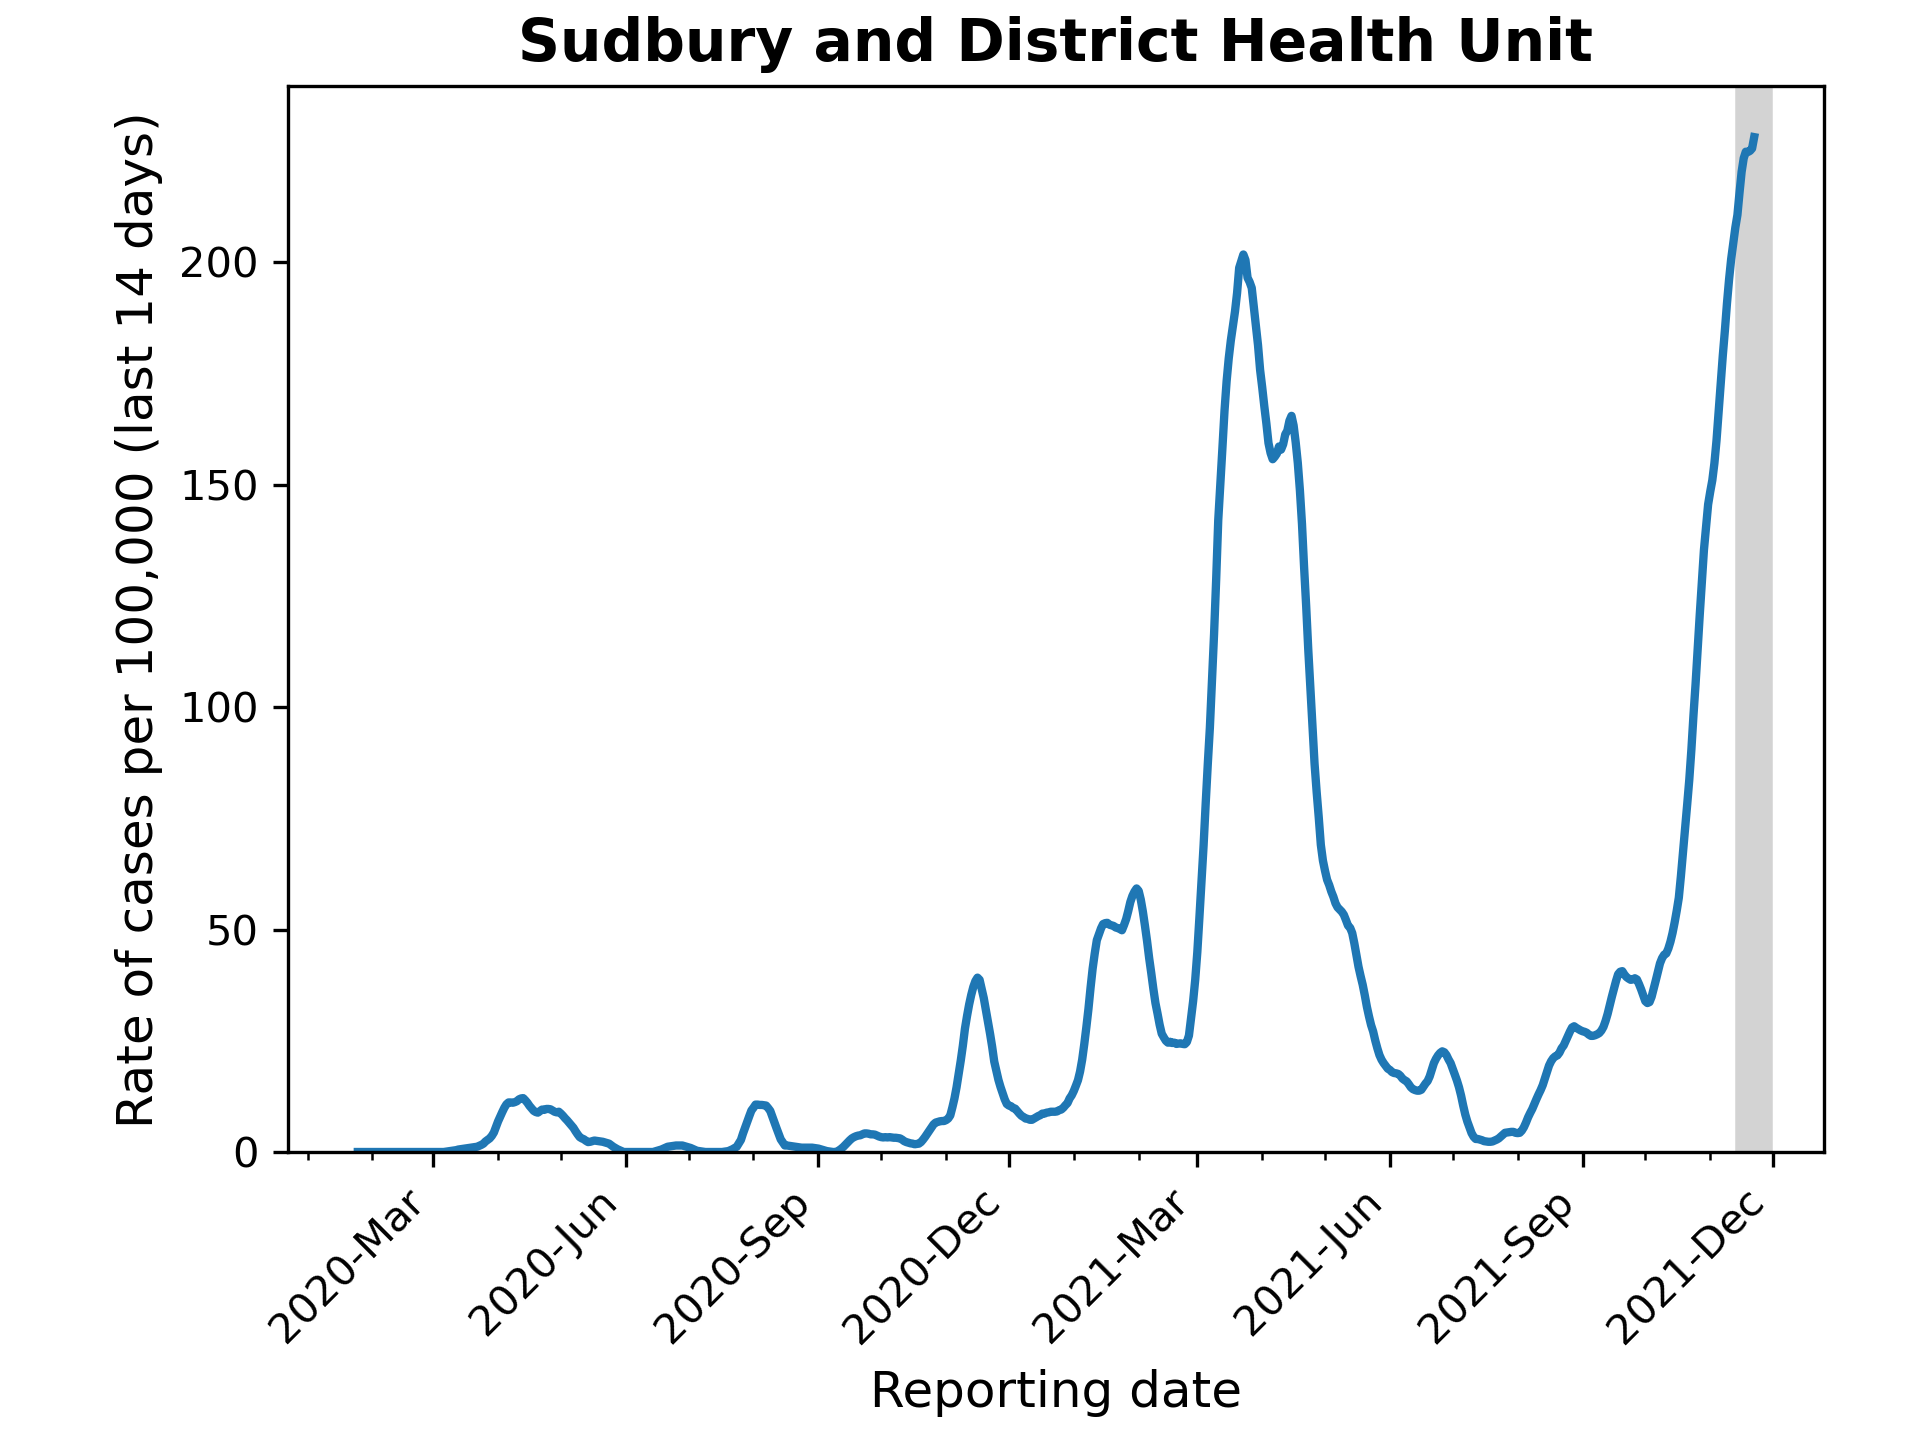 Sudbury and District Health Unit
Rate of cases per 100,000 (last 14 days)
200
150
100
50
0
2020-Mar
2020-Jun
2020-Sep
2020-Dec
2021-Mar
2021-Jun
2021-Sep
2021-Dec
Reporting date